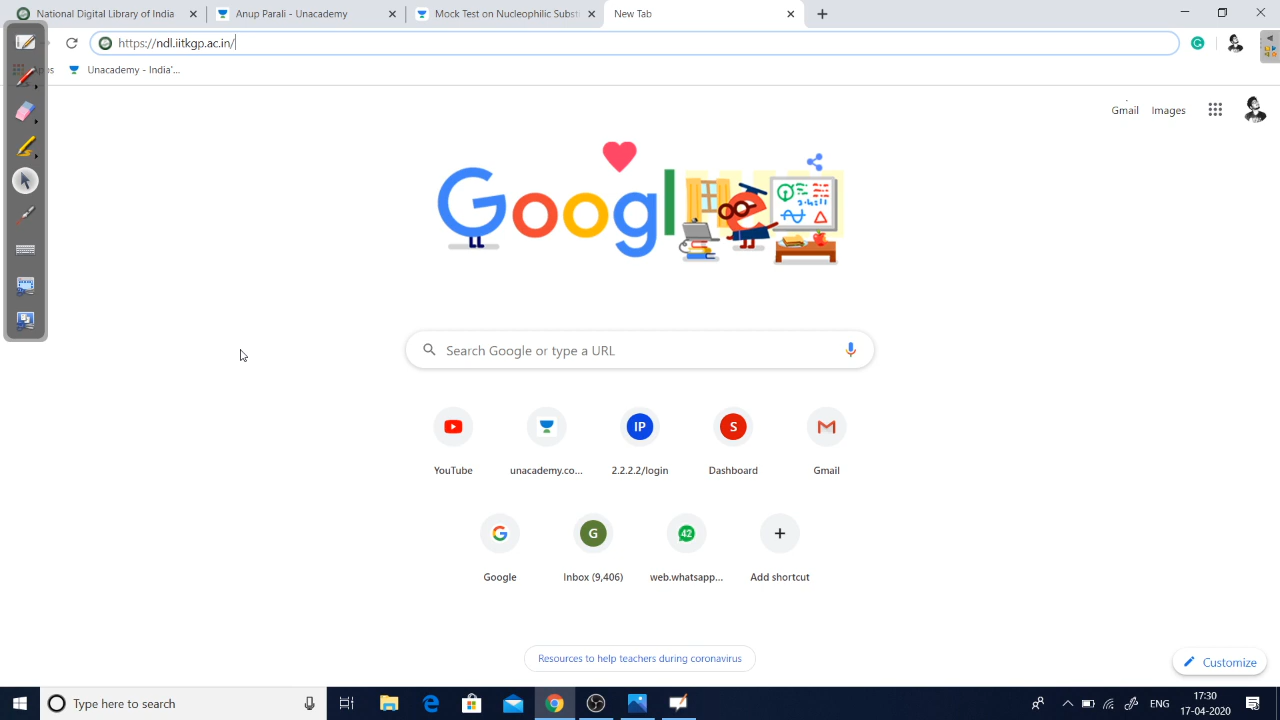 National Digital Library of India
Anup Parali - Unacademy
Mock Test on Nucleophilic Subst
New Tab
https://ndl.iitkgp.ac.in/
Unacademy - India'...
Gmail
Images
Google
Search Google or type a URL
YouTube
unacademy.co...
IP
2.2.2.2/login
S
Dashboard
Gmail
Google
G
Inbox (9,406)
42
web.whatsapp...
Add shortcut
Resources to help teachers during coronavirus
Customize
Type here to search
ENG
17:30
17-04-2020